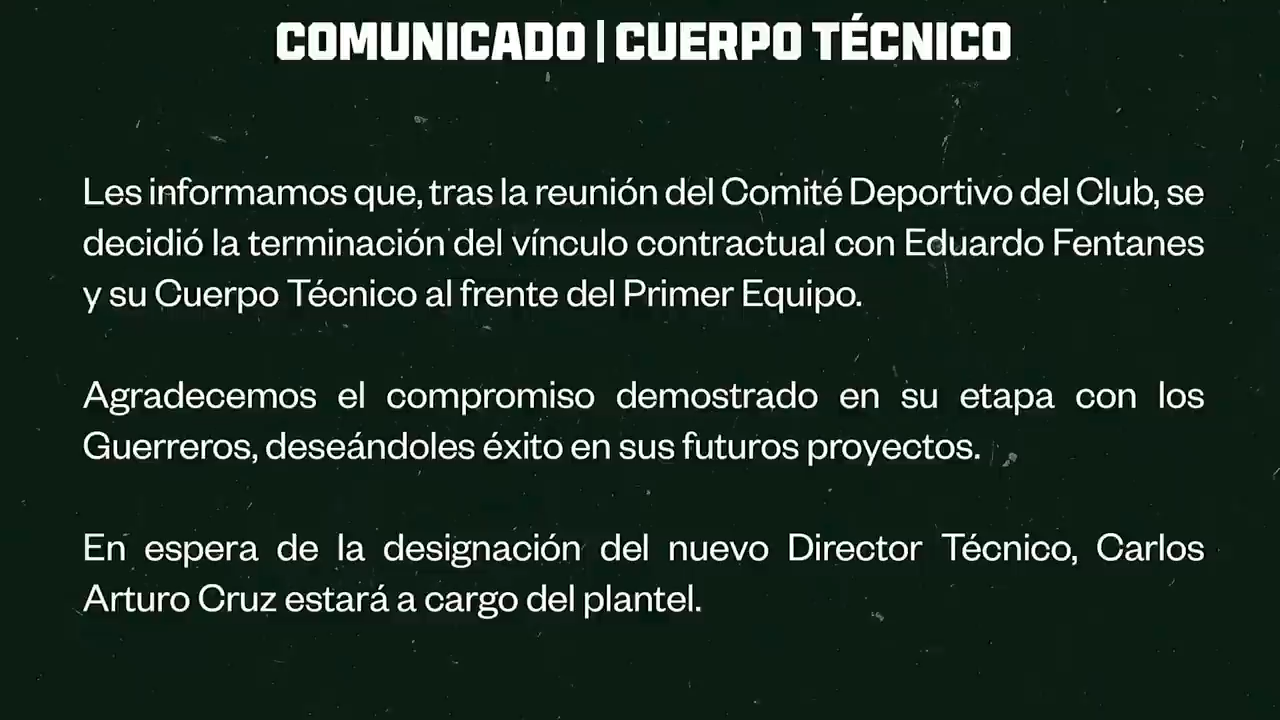 COMUNICADO | CUERPO TÉCNICO
Les informamos que, tras la reunión del Comité Deportivo del Club, se
decidió la terminación del vínculo contractual con Eduardo Fentanes
y su Cuerpo Técnico al frente del Primer Equipo.
Agradecemos el compromiso demostrado en su etapa con los
Guerreros, deseándoles éxito en sus futuros proyectos.
En espera de la designación del nuevo Director Técnico, Carlos
Arturo Cruz estará a cargo del plantel.